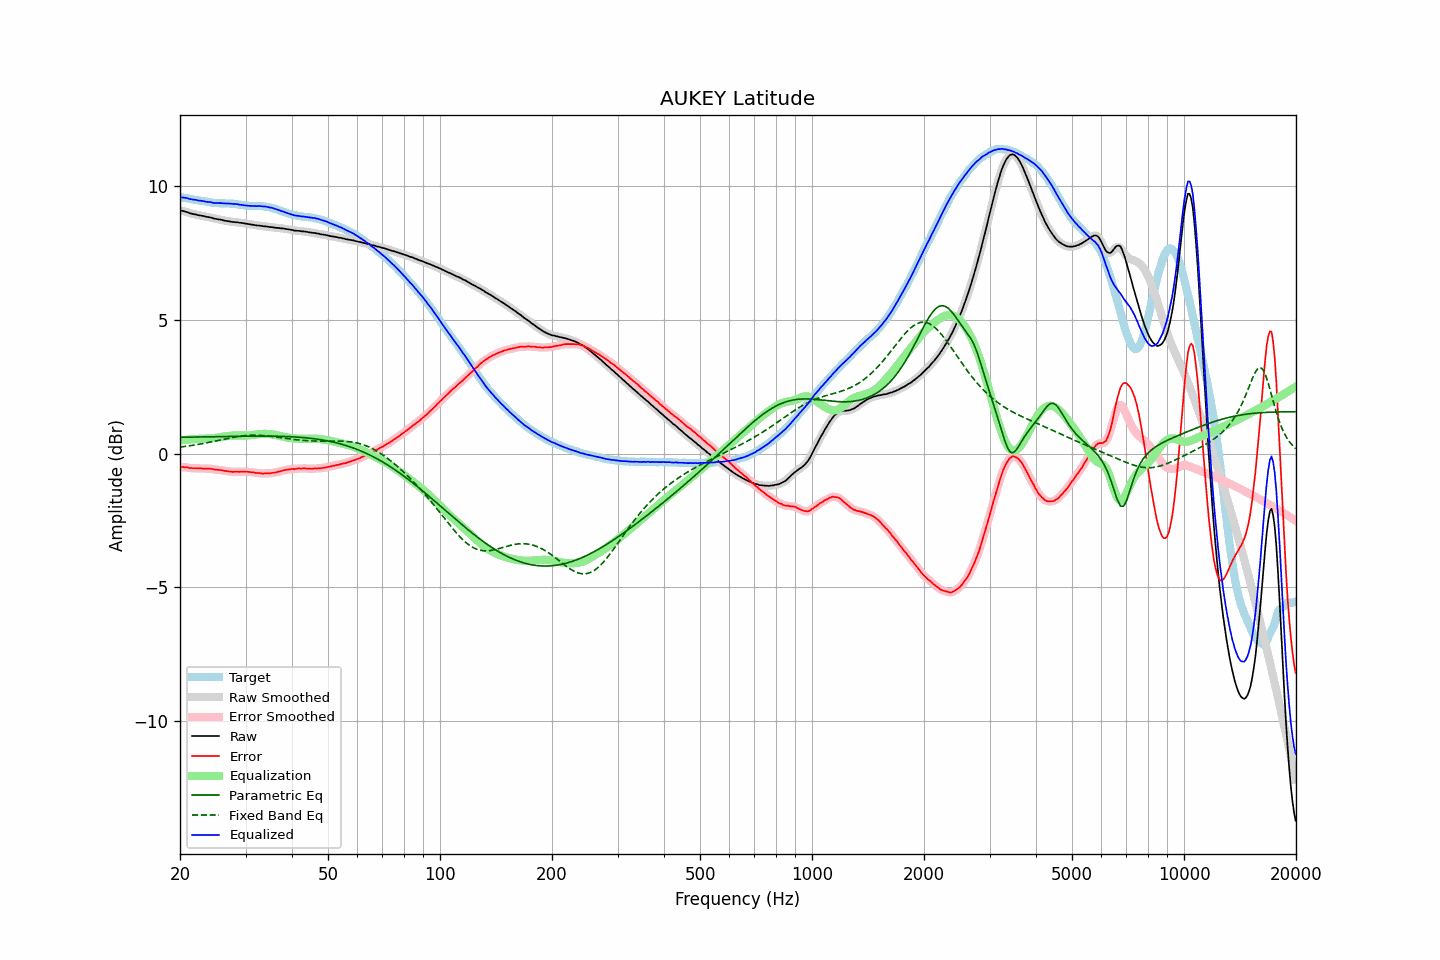 AUKEY Latitude
10
5
0
−5
−10
Amplitude (dBr)
Target
Raw Smoothed
Error Smoothed
Raw
Error
Equalization
Parametric Eq
Fixed Band Eq
Equalized
20 50 100 200 500 1000 2000 5000 10000 20000
Frequency (Hz)